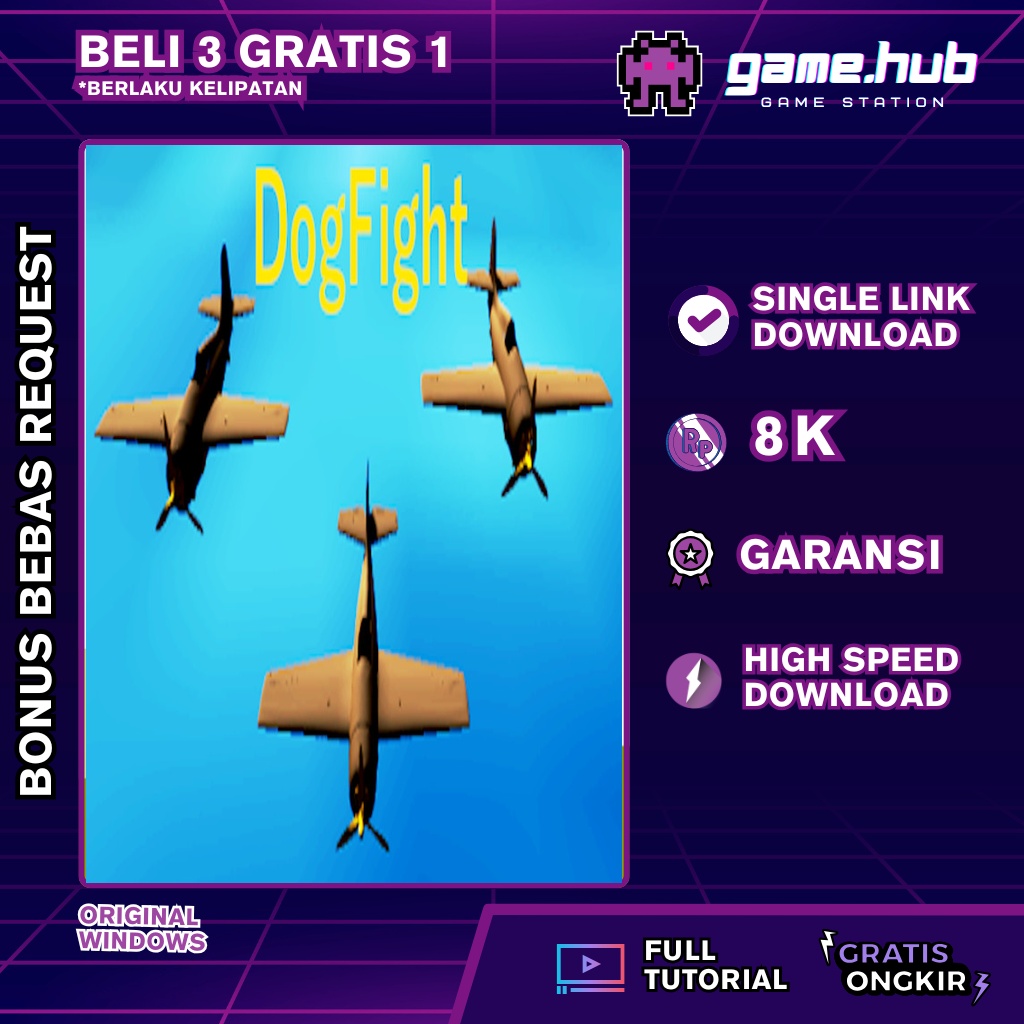 BELI 3 GRATIS 1
*BERLAKU KELIPATAN
game.hub
GAME STATION
BONUS BEBAS REQUEST
DogFight
SINGLE LINK
DOWNLOAD
Rp
8K
GARANSI
HIGH SPEED
DOWNLOAD
ORIGINAL
WINDOWS
FULL
TUTORIAL
GRATIS
ONGKIR